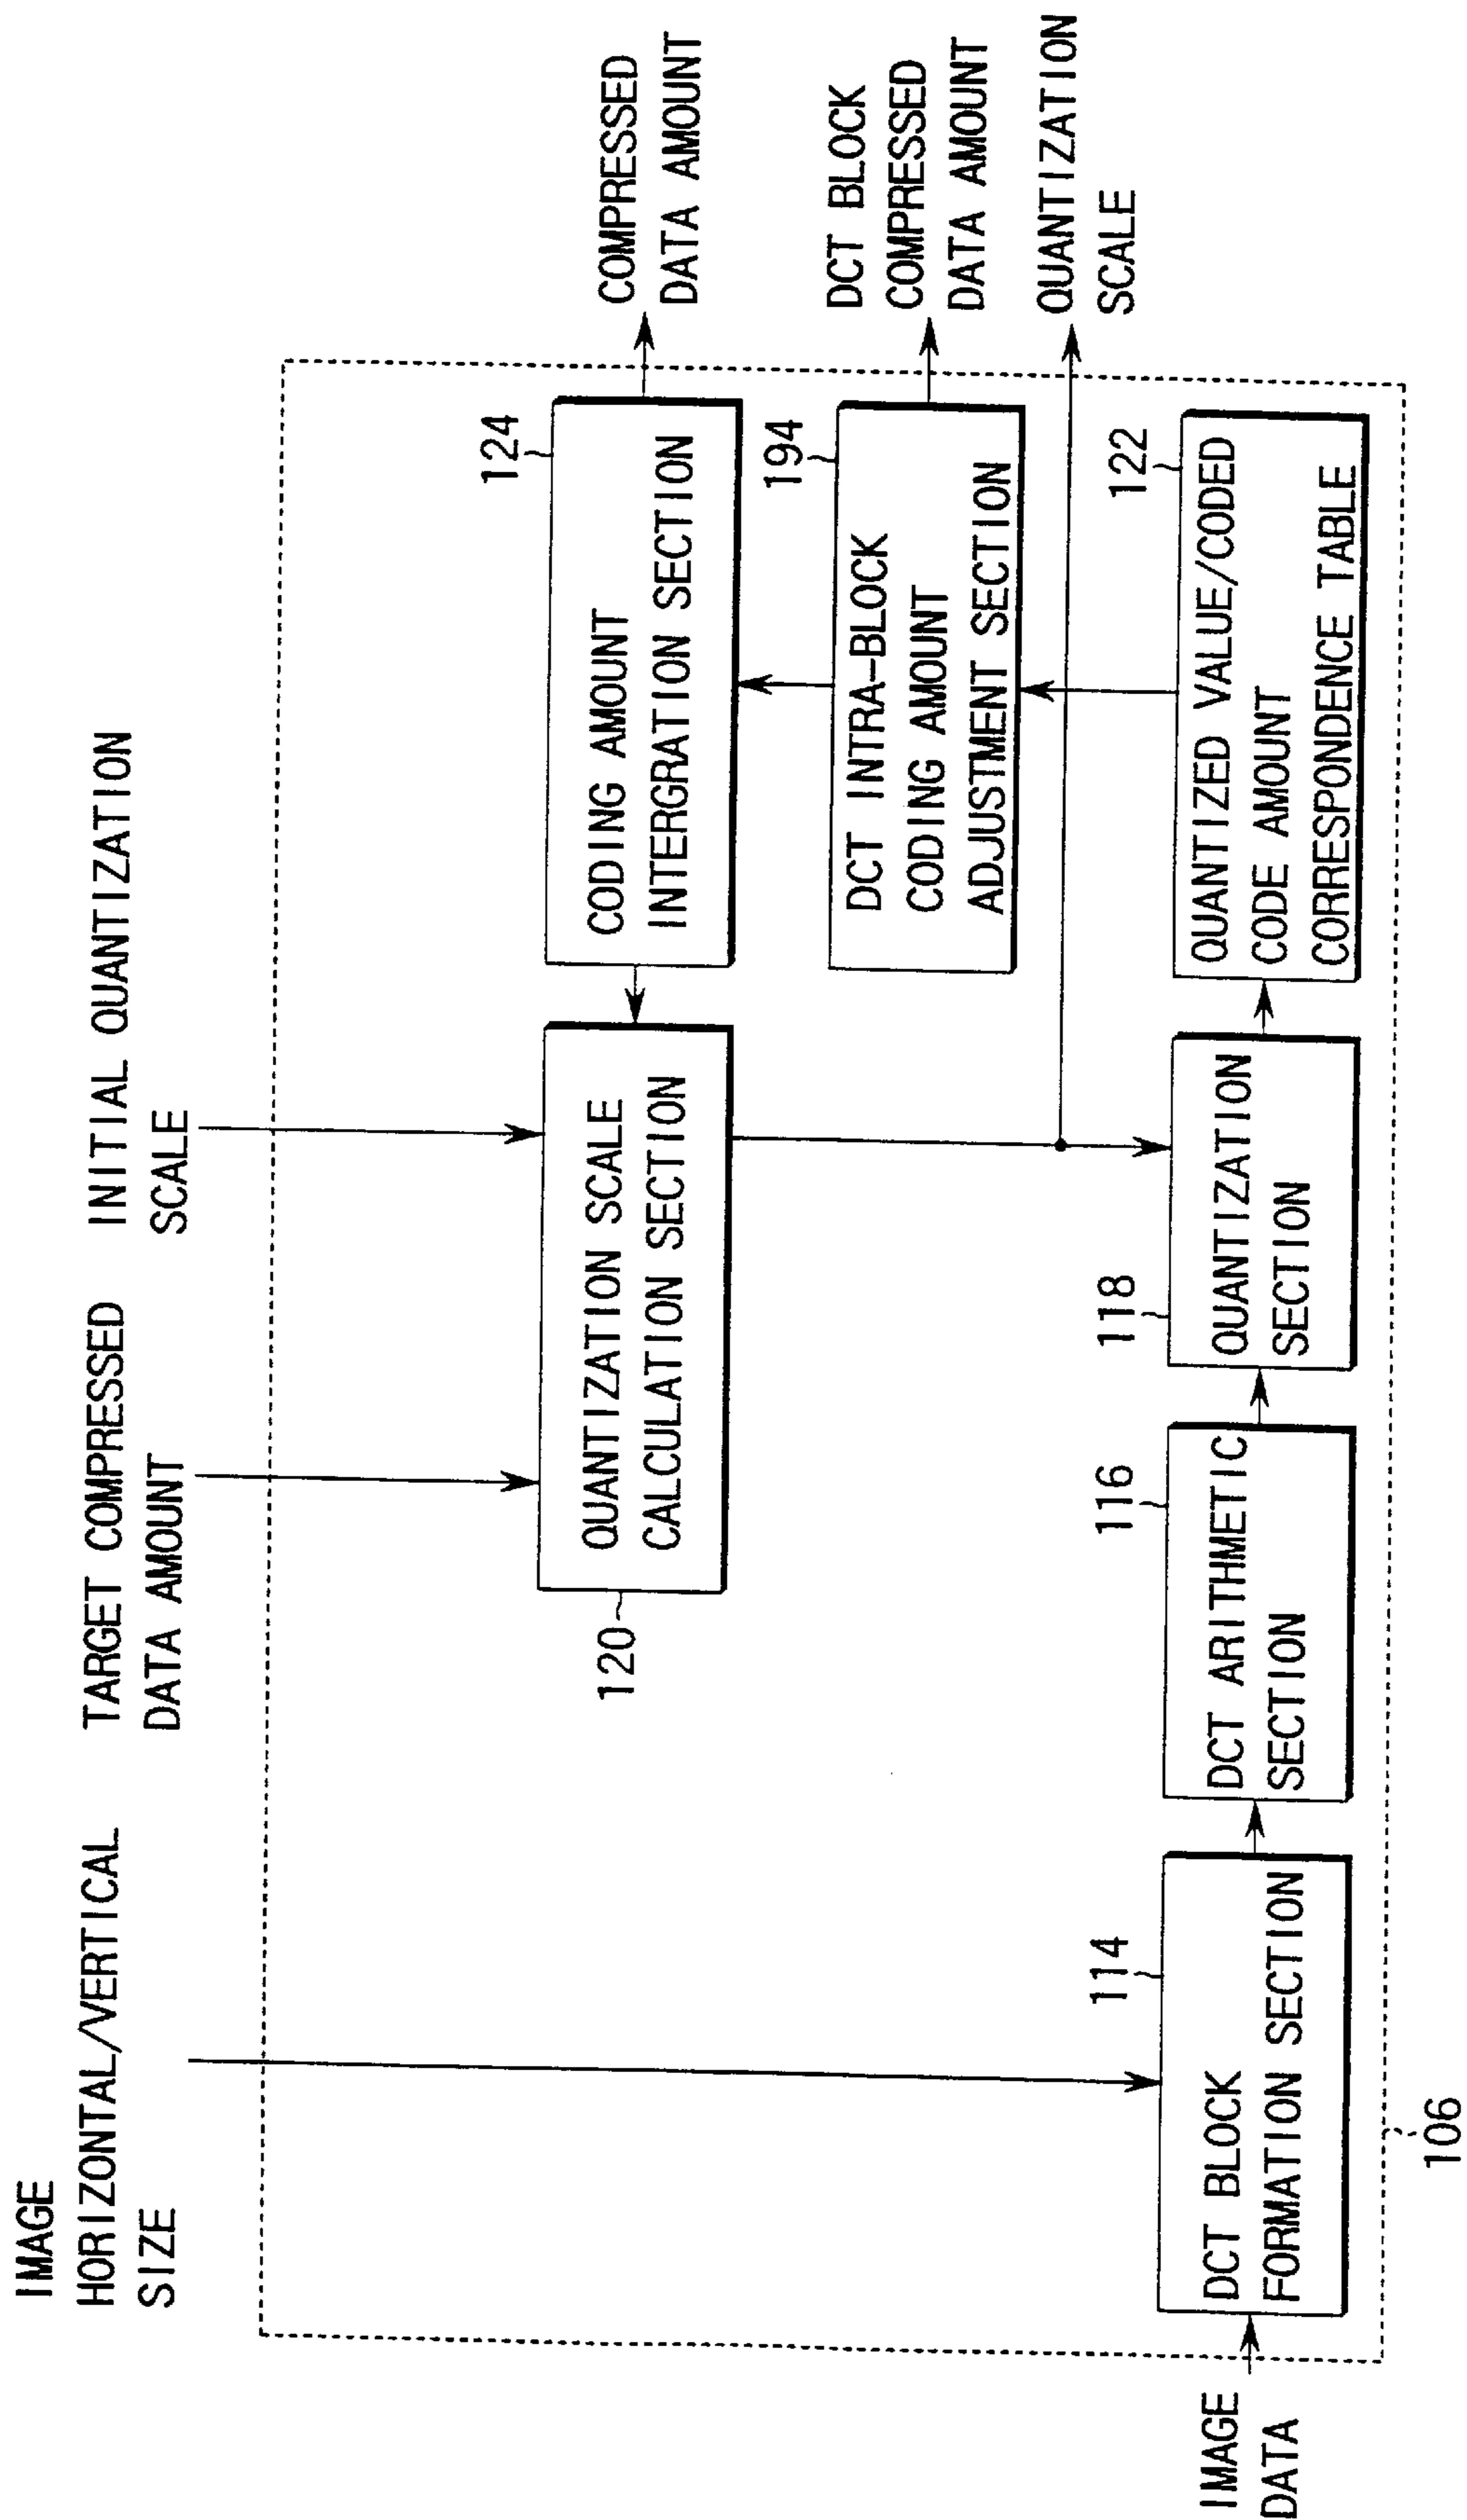 IMAGE
HORIZONTAL/VERTICAL
SIZE
TARGET COMPRESSED
DATA AMOUNT
INITIAL QUANTIZATION
SCALE
120
QUANTIZATION SCALE
CALCULATION SECTION
124
CODING AMOUNT
INTERGRATION SECTION
COMPRESSED
DATA AMOUNT
194
DCT INTRA-BLOCK
CODING AMOUNT
ADJUSTMENT SECTION
DCT BLOCK
COMPRESSED
DATA AMOUNT
QUANTIZATION
SCALE
IMAGE
DATA
114
DCT BLOCK
FORMATION SECTION
116
DCT ARITHMETIC
SECTION
118
QUANTIZATION
SECTION
122
QUANTIZED VALUE/CODED
CODE AMOUNT
CORRESPONDENCE TABLE
106